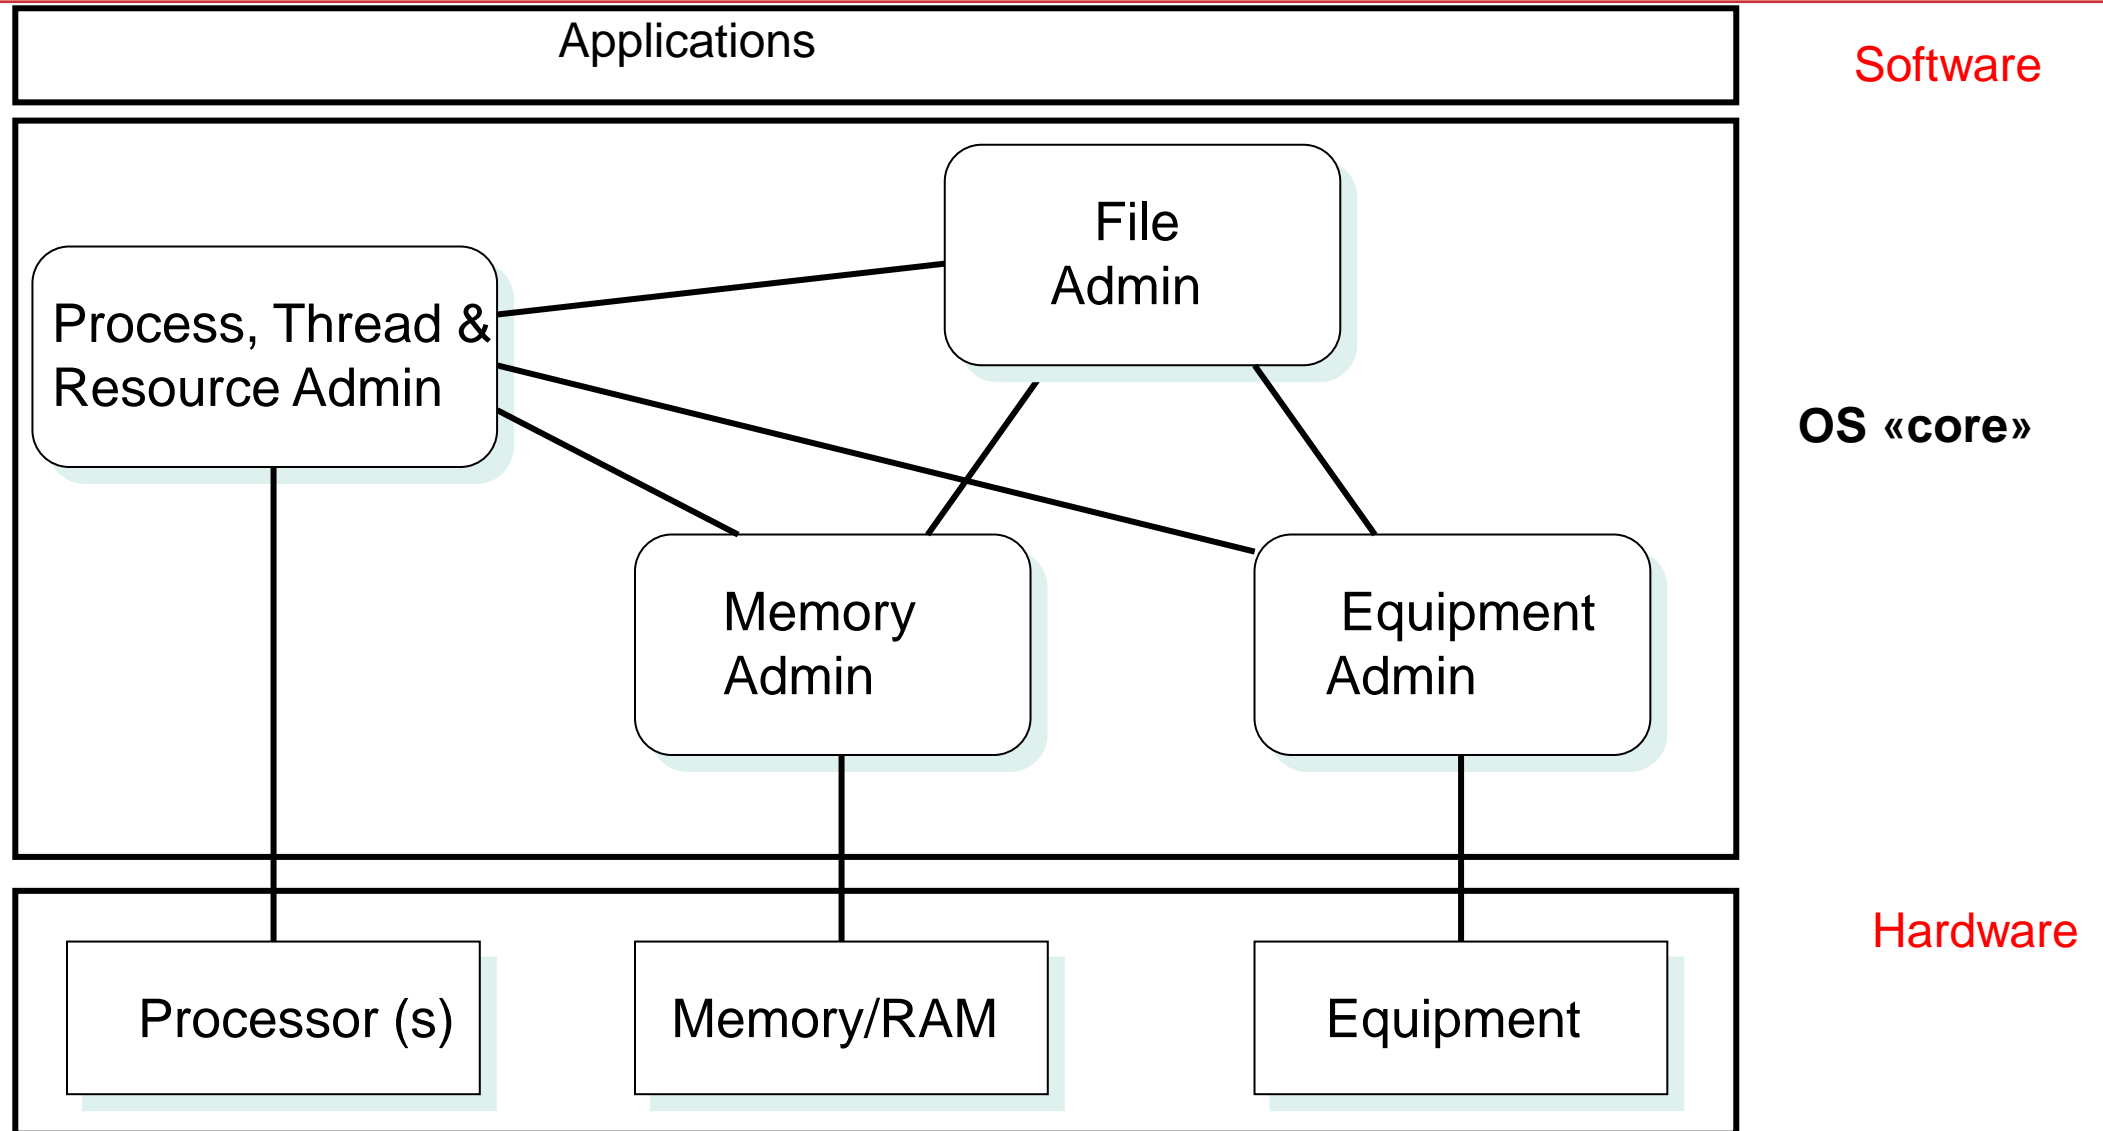 Applications
Software
File
Admin
Process, Thread &
Resource Admin
OS «core»
Memory
Admin
Equipment
Admin
Hardware
Processor (s)
Memory/RAM
Equipment